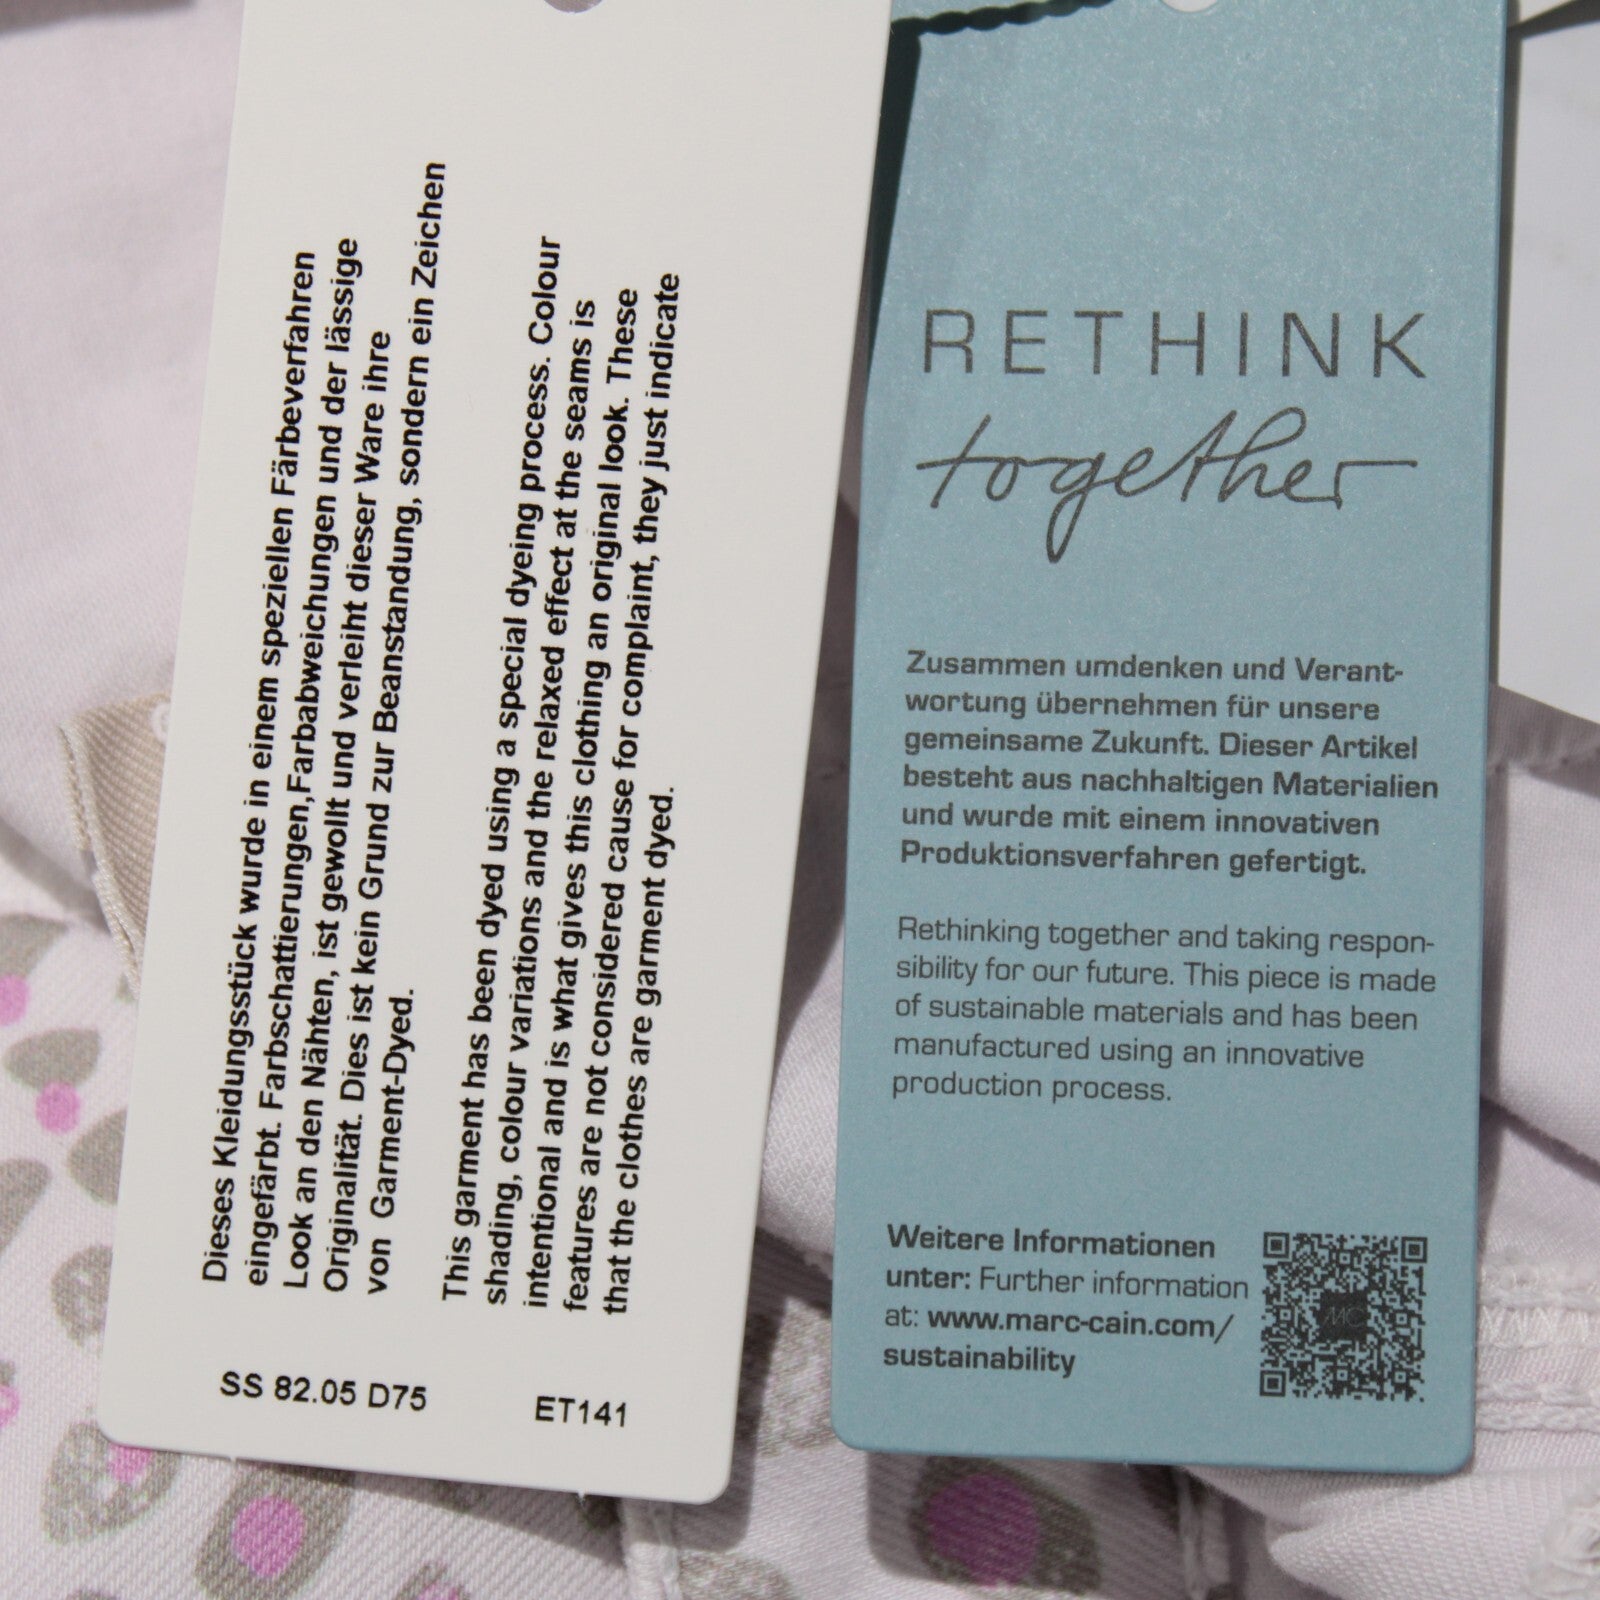 Dieses Kleidungsstück wurde in einem speziellen Färbeverfahren
eingefärbt. Farbschattierungen,Farbabweichungen und der lässige
Look an den Nähten, ist gewollt und verleiht dieser Ware ihre
Originalität. Dies ist kein Grund zur Beanstandung, sondern ein Zeichen
von Garment-Dyed.
This garment has been dyed using a special dyeing process. Colour
shading, colour variations and the relaxed effect at the seams is
intentional and is what gives this clothing an original look. These
features are not considered cause for complaint, they just indicate
that the clothes are garment dyed.
SS 82.05 D75
ET141
RETHINK
together
Zusammen umdenken und Verant-
wortung übernehmen für unsere
gemeinsame Zukunft. Dieser Artikel
besteht aus nachhaltigen Materialien
und wurde mit einem innovativen
Produktionsverfahren gefertigt.
Rethinking together and taking respon-
sibility for our future. This piece is made
of sustainable materials and has been
manufactured using an innovative
production process.
Weitere Informationen
unter: Further information
at: www.marc-cain.com/
sustainability
MC